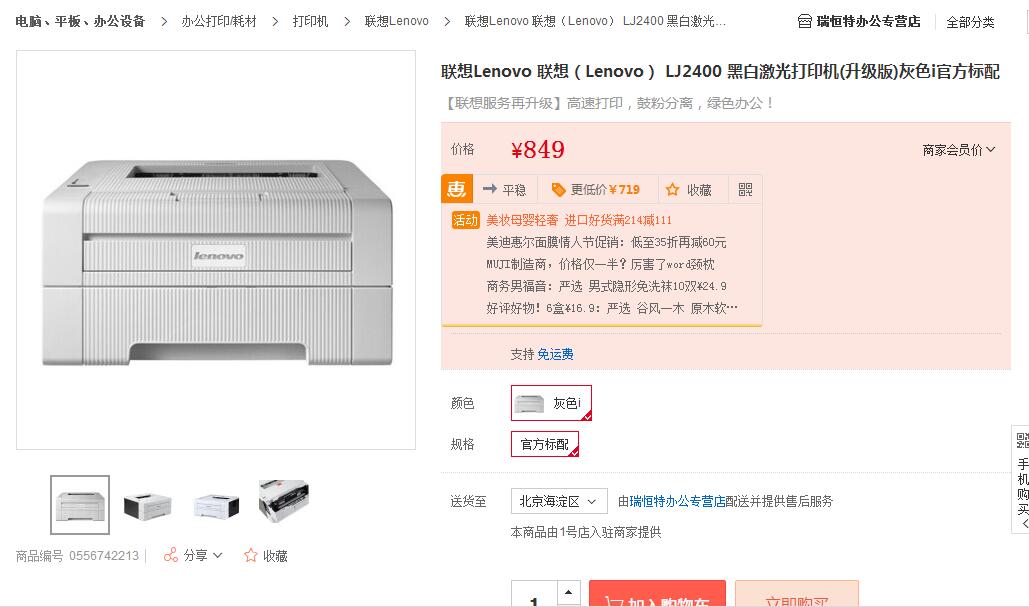 电脑、平板、办公设备 > 办公打印/耗材 > 打印机 > 联想Lenovo > 联想Lenovo 联想（Lenovo） LJ2400 黑白激光… 瑞恒特办公专营店 全部分类
联想Lenovo 联想（Lenovo） LJ2400 黑白激光打印机(升级版)灰色i官方标配
【联想服务再升级】高速打印，鼓粉分离，绿色办公！
价格 ¥849 商家会员价
惠 平稳 更低价¥719 收藏
活动 美妆母婴轻奢 进口好货满214减111
美迪惠尔面膜情人节促销：低至35折再减60元
MUJI制造商，价格仅一半？厉害了word颈枕
商务男福音：严选 男式隐形免洗袜10双¥24.9
好评好物！6盒¥16.9：严选 谷风一木 原木软…
支持 免运费
颜色 灰色i
规格 官方标配
送货至 北京海淀区 由瑞恒特办公专营店配送并提供售后服务
本商品由1号店入驻商家提供
1 加入购物车 立即购买
lenovo
商品编号 0556742213 分享 收藏
手机购买